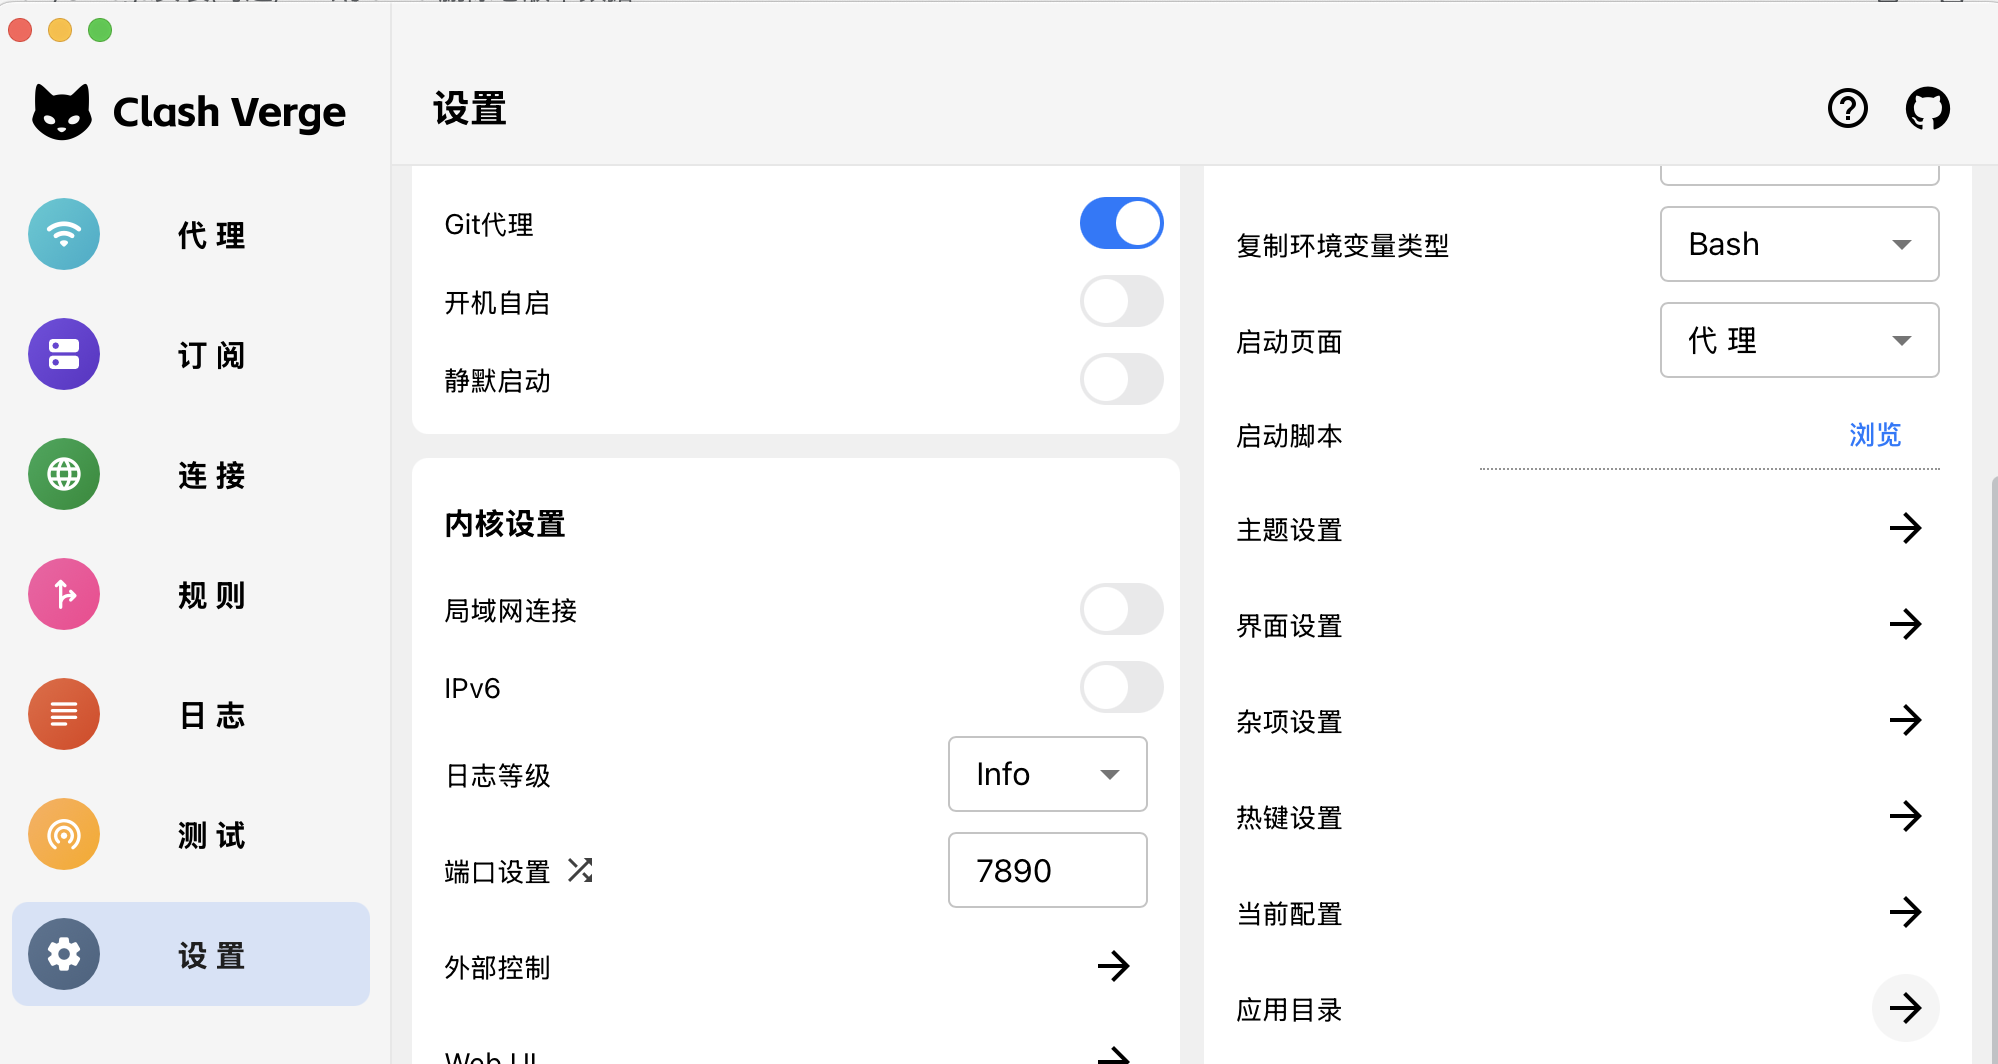 Clash Verge
代 理
订 阅
连 接
规 则
日 志
测 试
设 置
设置
Git代理
开机自启
静默启动
内核设置
局域网连接
IPv6
日志等级
Info
端口设置
7890
外部控制
Web UI
复制环境变量类型
Bash
启动页面
代 理
启动脚本
浏览
主题设置
界面设置
杂项设置
热键设置
当前配置
应用目录